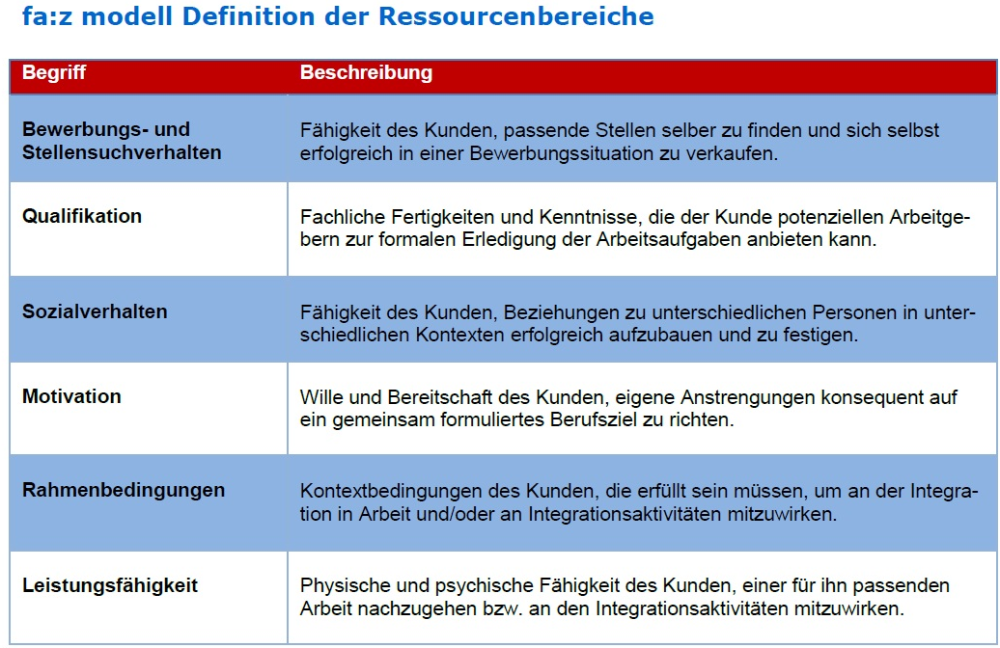 fa:z modell Definition der Ressourcenbereiche
Begriff Beschreibung
Bewerbungs- und
Stellensuchverhalten
Fähigkeit des Kunden, passende Stellen selber zu finden und sich selbst
erfolgreich in einer Bewerbungssituation zu verkaufen.
Qualifikation
Fachliche Fertigkeiten und Kenntnisse, die der Kunde potenziellen Arbeitge-
bern zur formalen Erledigung der Arbeitsaufgaben anbieten kann.
Sozialverhalten
Fähigkeit des Kunden, Beziehungen zu unterschiedlichen Personen in unter-
schiedlichen Kontexten erfolgreich aufzubauen und zu festigen.
Motivation
Wille und Bereitschaft des Kunden, eigene Anstrengungen konsequent auf
ein gemeinsam formuliertes Berufsziel zu richten.
Rahmenbedingungen
Kontextbedingungen des Kunden, die erfüllt sein müssen, um an der Integra-
tion in Arbeit und/oder an Integrationsaktivitäten mitzuwirken.
Leistungsfähigkeit
Physische und psychische Fähigkeit des Kunden, einer für ihn passenden
Arbeit nachzugehen bzw. an den Integrationsaktivitäten mitzuwirken.